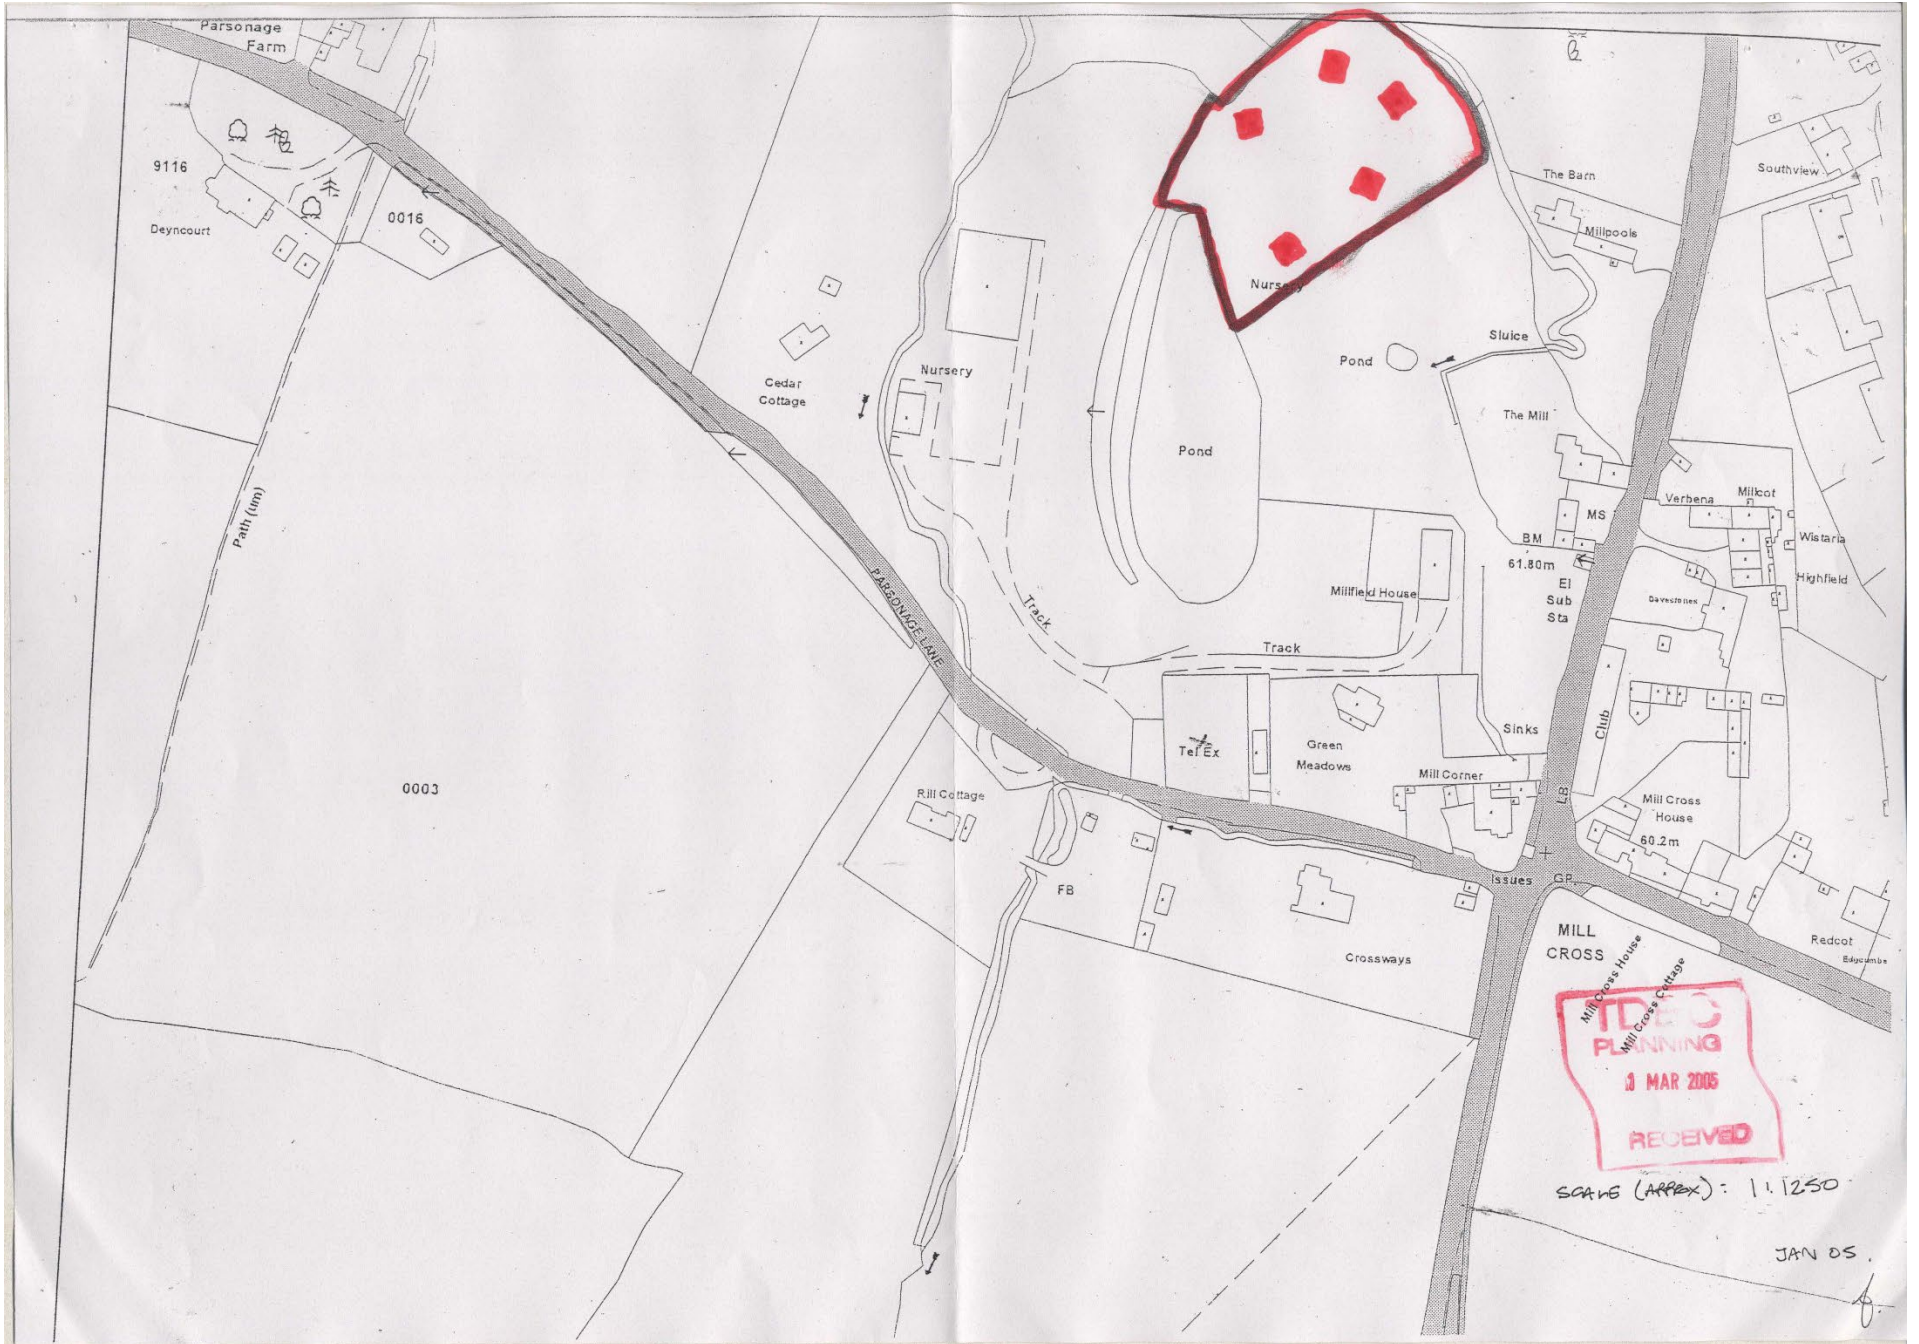 Parsonage
Farm
9116
Deyncourt
0016
Path (um)
0003
Cedar
Cottage
Nursery
PARSONAGE LANE
Track
Pond
Nursery
Pond
Sluice
The Barn
Millpools
Southview
The Mill
MS
BM
61.80m
El
Sub
Sta
Verbena
Millcot
Wistaria
Highfield
Davestones
Millfield House
Track
Tel Ex
Green
Meadows
Sinks
Mill Corner
Club
LB
Mill Cross
House
60.2m
Rill Cottage
FB
Issues
GP
Crossways
MILL
CROSS
Mill Cross House
Mill Cross Cottage
Redcot
Edgcumbe
TDBC
PLANNING
MAR 2005
RECEIVED
SCALE (APPROX): 1:1250
JAN 05.